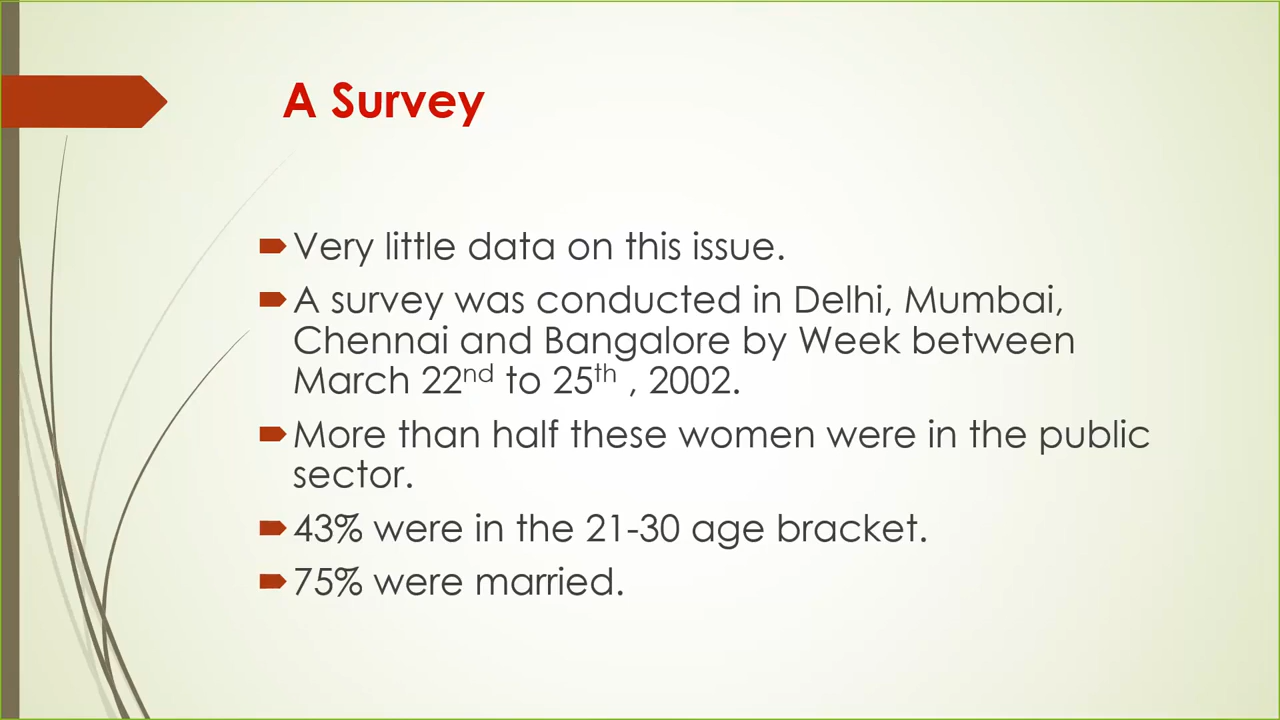 A Survey
Very little data on this issue.
A survey was conducted in Delhi, Mumbai,
Chennai and Bangalore by Week between
March 22nd to 25th , 2002.
More than half these women were in the public
sector.
43% were in the 21-30 age bracket.
75% were married.